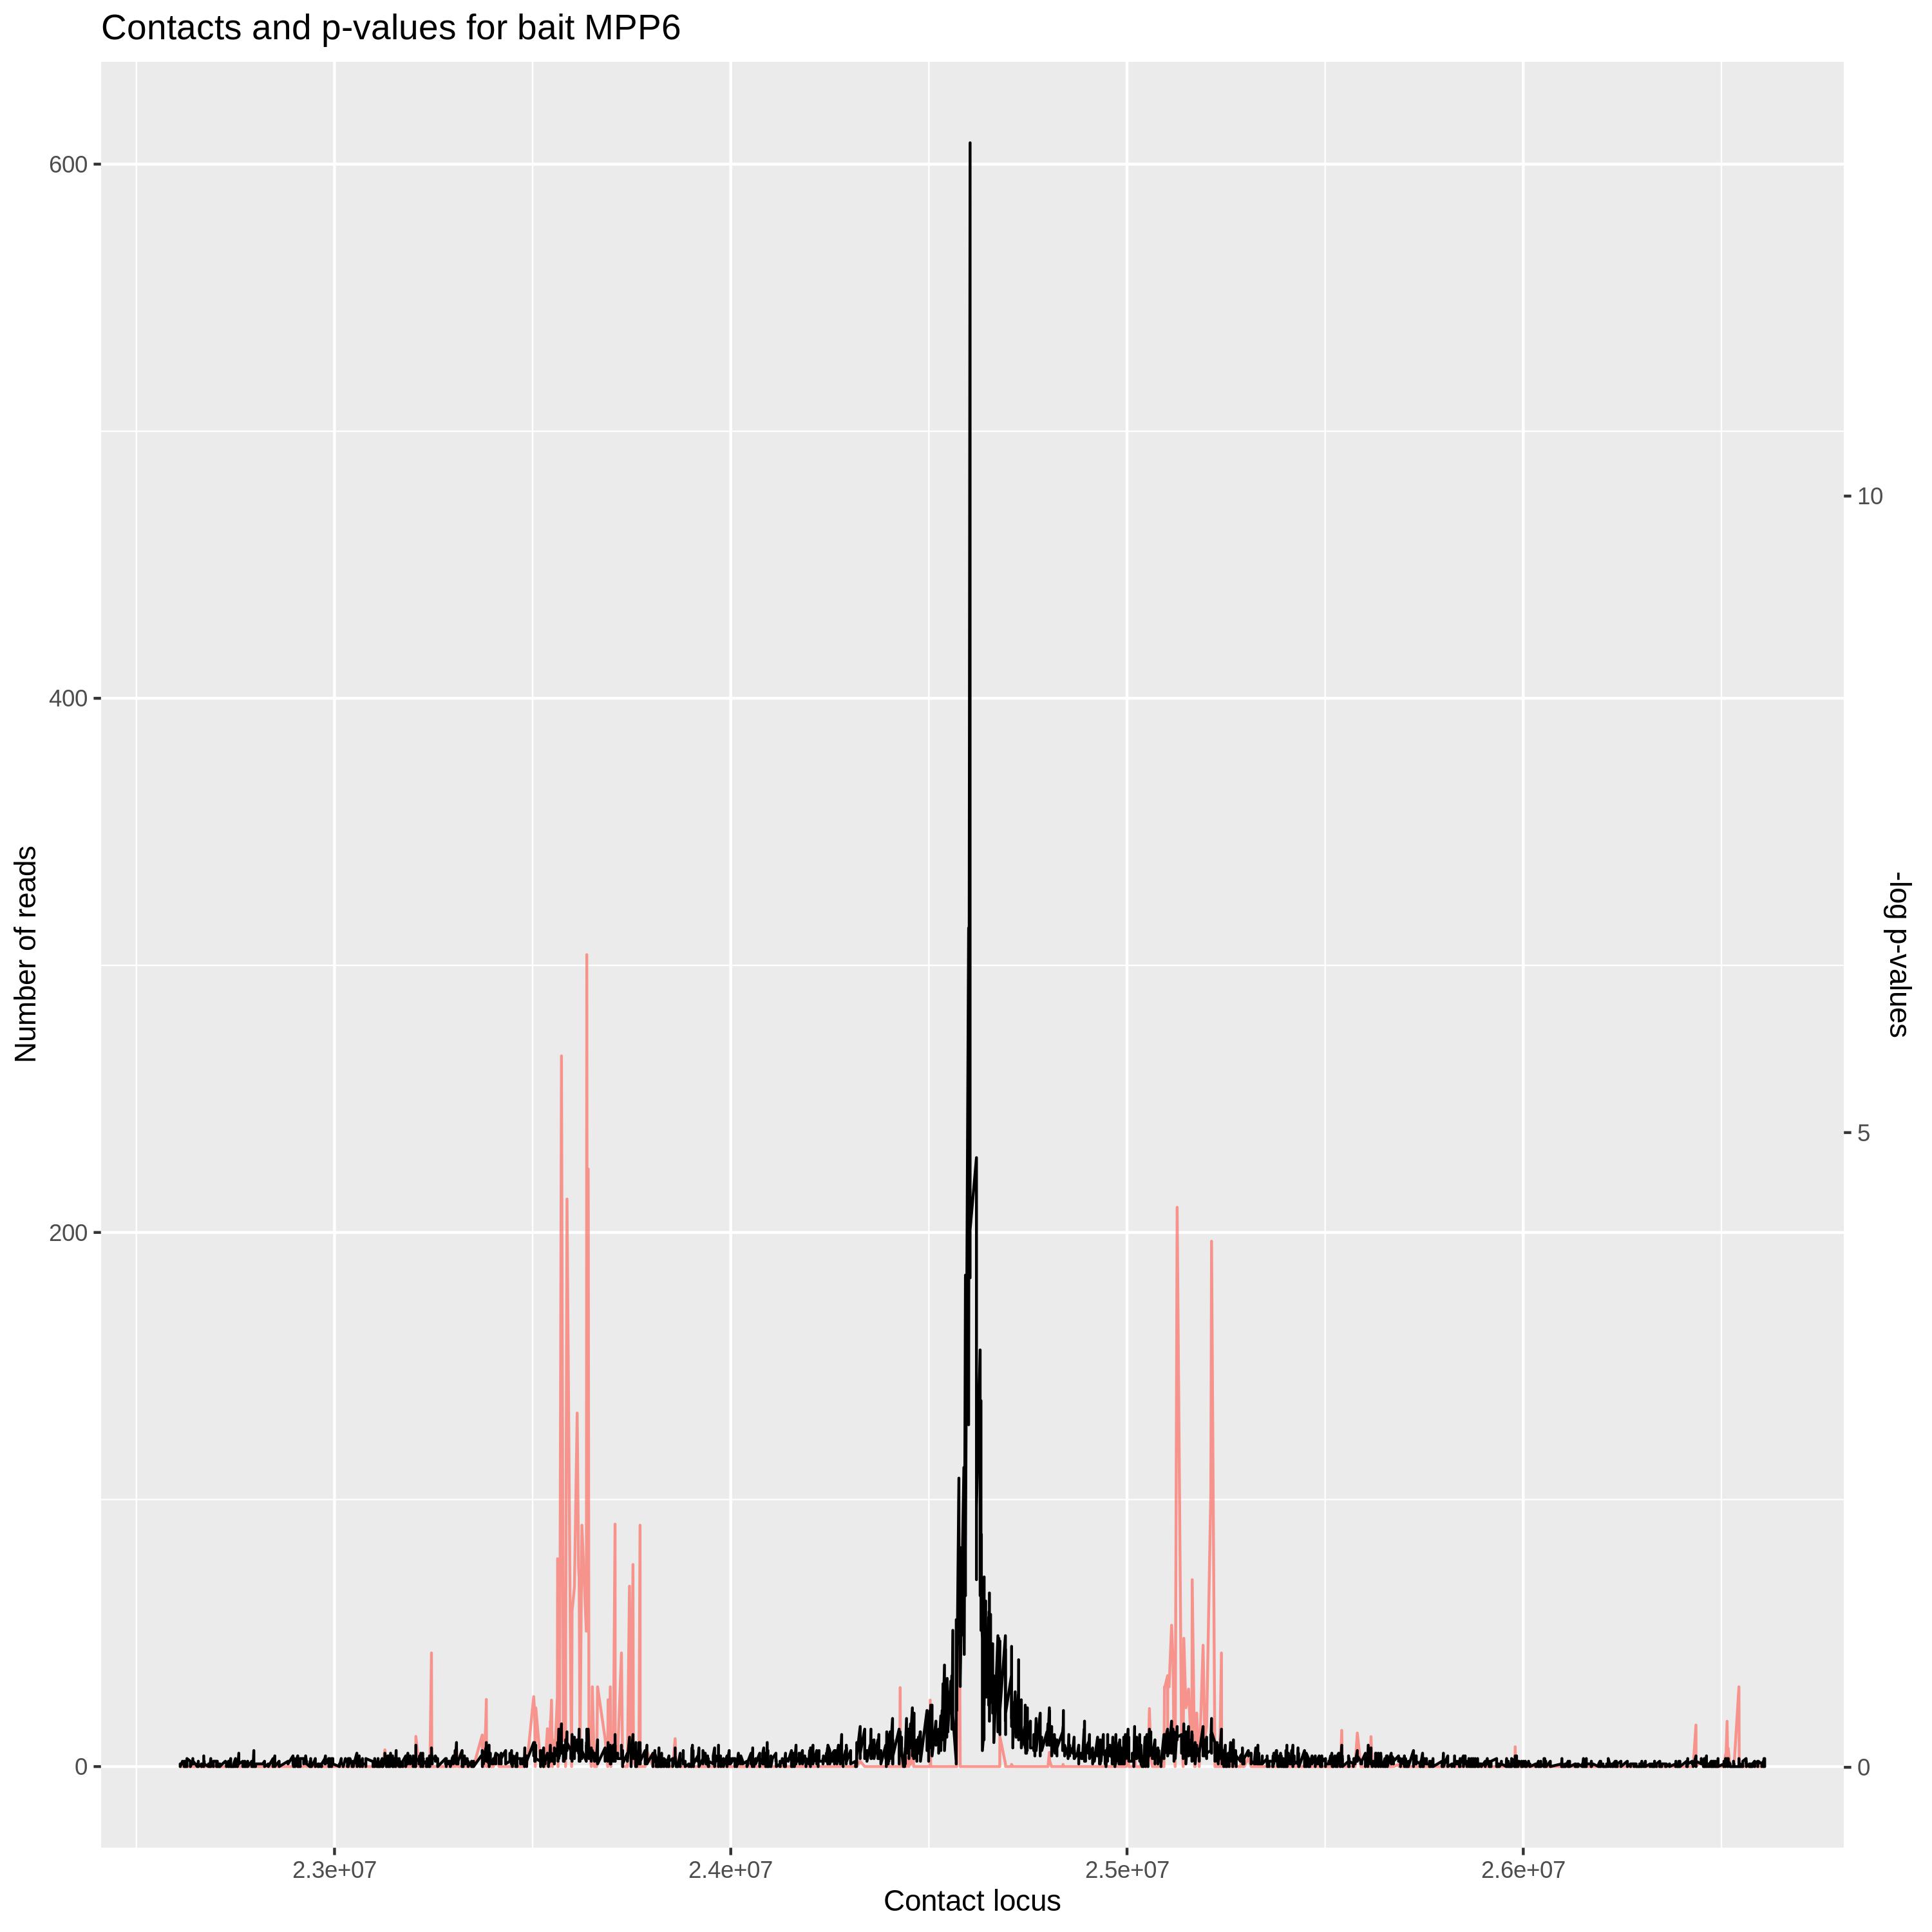 Contacts and p-values for bait MPP6
600
400
200
0
Number of reads
10
5
0
-log p-values
2.3e+07
2.4e+07
2.5e+07
2.6e+07
Contact locus